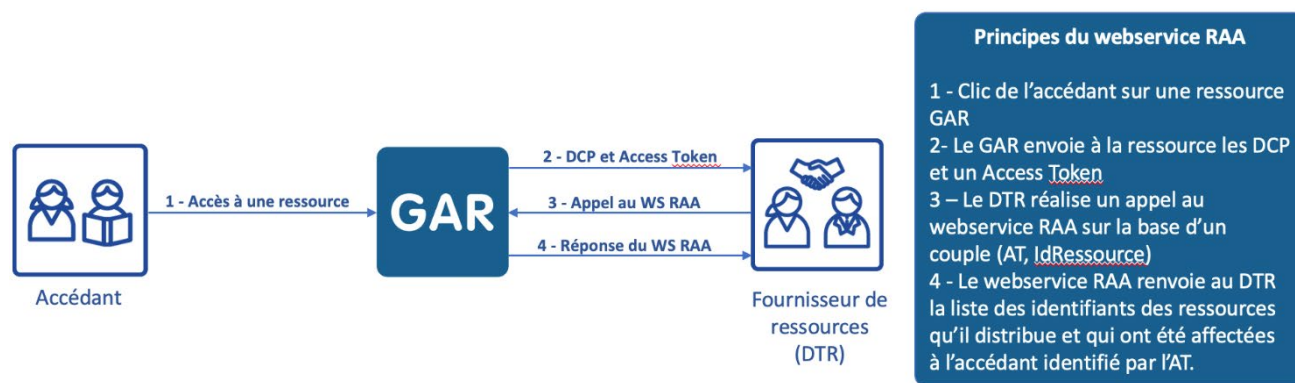 Accédant
1 - Accès à une ressource
GAR
2 - DCP et Access Token
3 - Appel au WS RAA
4 - Réponse du WS RAA
Fournisseur de
ressources
(DTR)
Principes du webservice RAA
1 - Clic de l'accédant sur une ressource
GAR
2- Le GAR envoie à la ressource les DCP
et un Access Token
3 – Le DTR réalise un appel au
webservice RAA sur la base d'un
couple (AT, IdRessource)
4 - Le webservice RAA renvoie au DTR
la liste des identifiants des ressources
qu'il distribue et qui ont été affectées
à l'accédant identifié par l'AT.